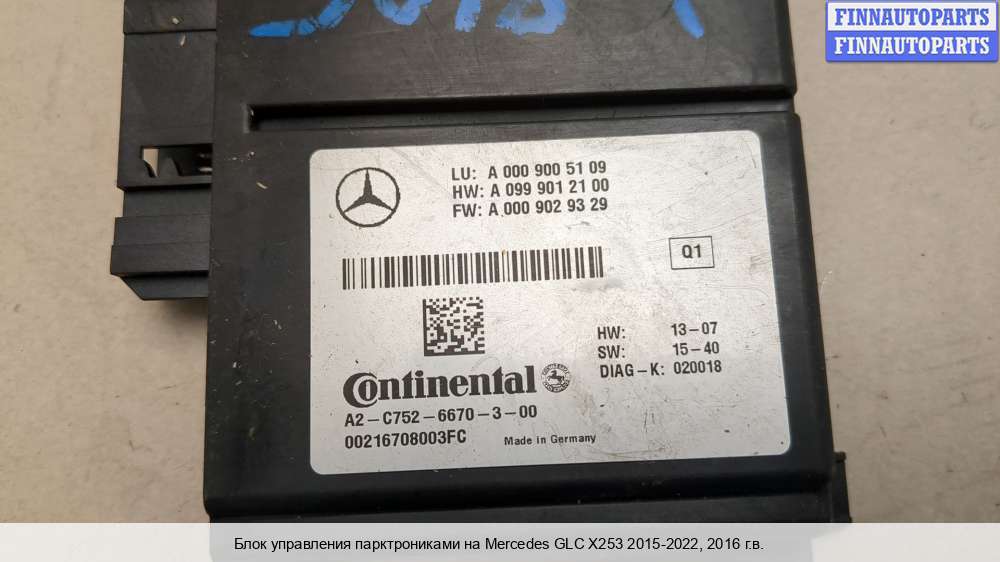 FINNAUTOPARTS
FINNAUTOPARTS
LU: A 000 900 51 09
HW: A 099 901 21 00
FW: A 000 902 93 29
Q1
HW: 13-07
SW: 15-40
DIAG-K: 020018
Continental
A2-C752-6670-3-00
00216708003FC
Made in Germany
Блок управления парктрониками на Mercedes GLC X253 2015-2022, 2016 г.в.